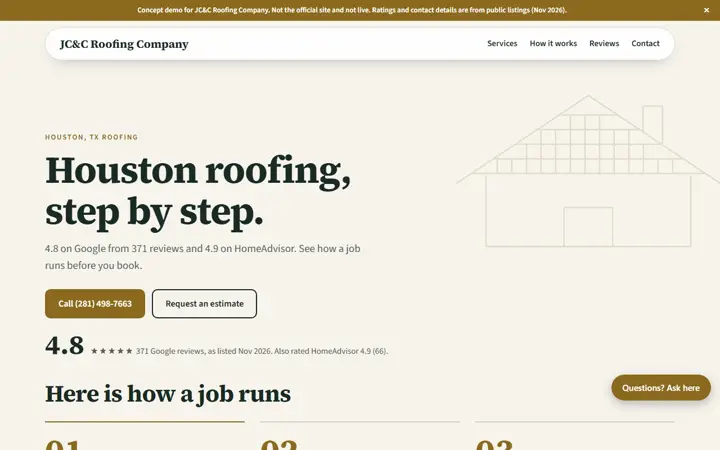 Concept demo for JC&C Roofing Company. Not the official site and not live. Ratings and contact details are from public listings (Nov 2026).
×
JC&C Roofing Company
Services How it works Reviews Contact
HOUSTON, TX ROOFING
Houston roofing,
step by step.
4.8 on Google from 371 reviews and 4.9 on HomeAdvisor. See how a job
runs before you book.
Call (281) 498-7663 Request an estimate
4.8 ★★★★★ 371 Google reviews, as listed Nov 2026. Also rated HomeAdvisor 4.9 (66).
Questions? Ask here
Here is how a job runs
01 02 03